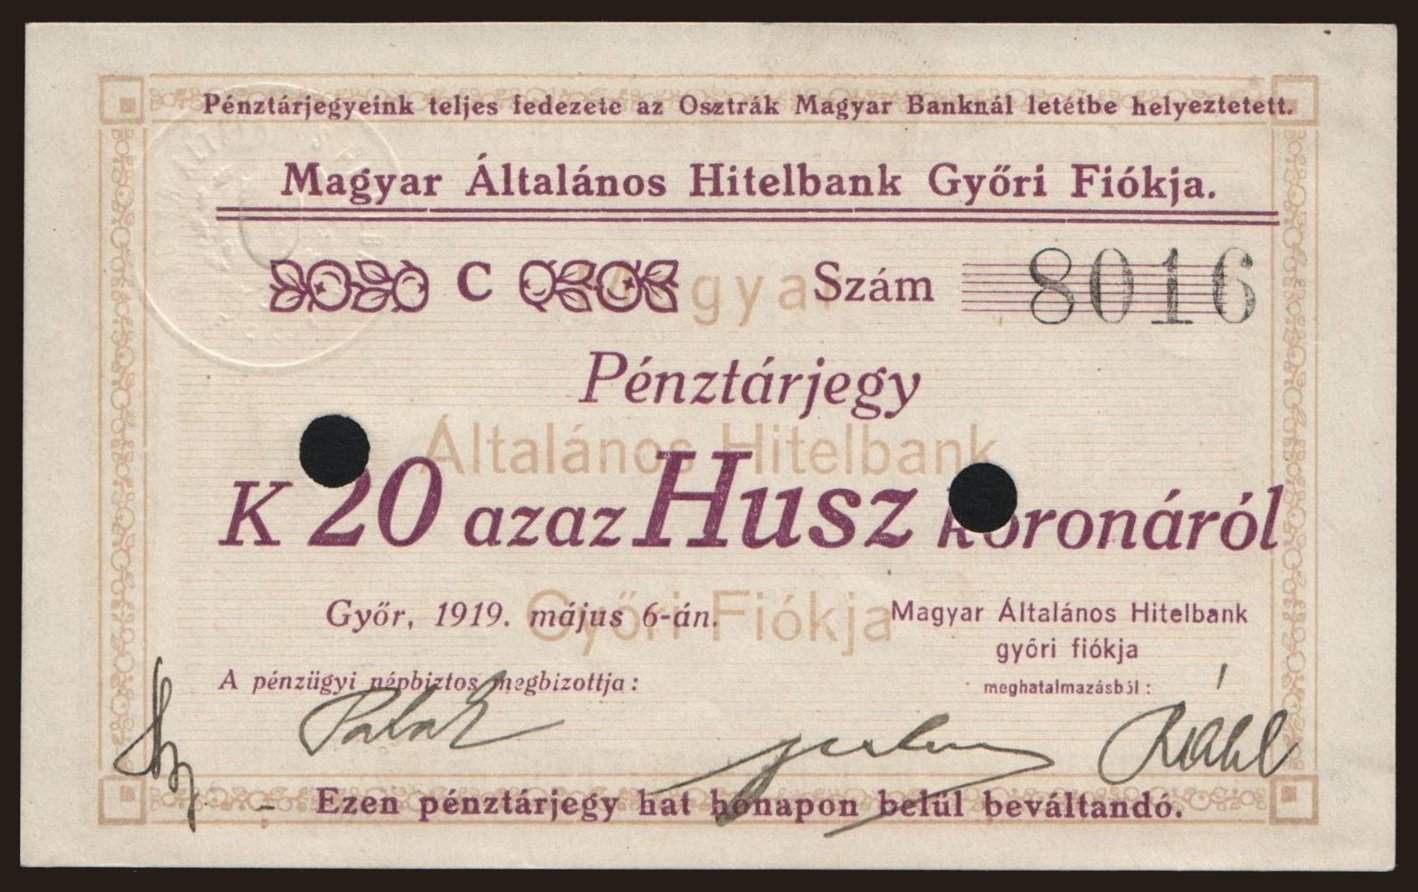 Pénztárjegyeink teljes fedezete az Osztrák Magyar Banknál letétbe helyeztetett.
Magyar Általános Hitelbank Győri Fiókja.
C Szám 8016
Magyar
Pénztárjegy
Általános Hitelbank
K 20 azaz Husz koronáról
Győri Fiókja
Győr, 1919. május 6-án.
Magyar Általános Hitelbank
győri fiókja
A pénzügyi népbiztos megbizottja:
meghatalmazásból:
Ezen pénztárjegy hat hónapon belül beváltandó.